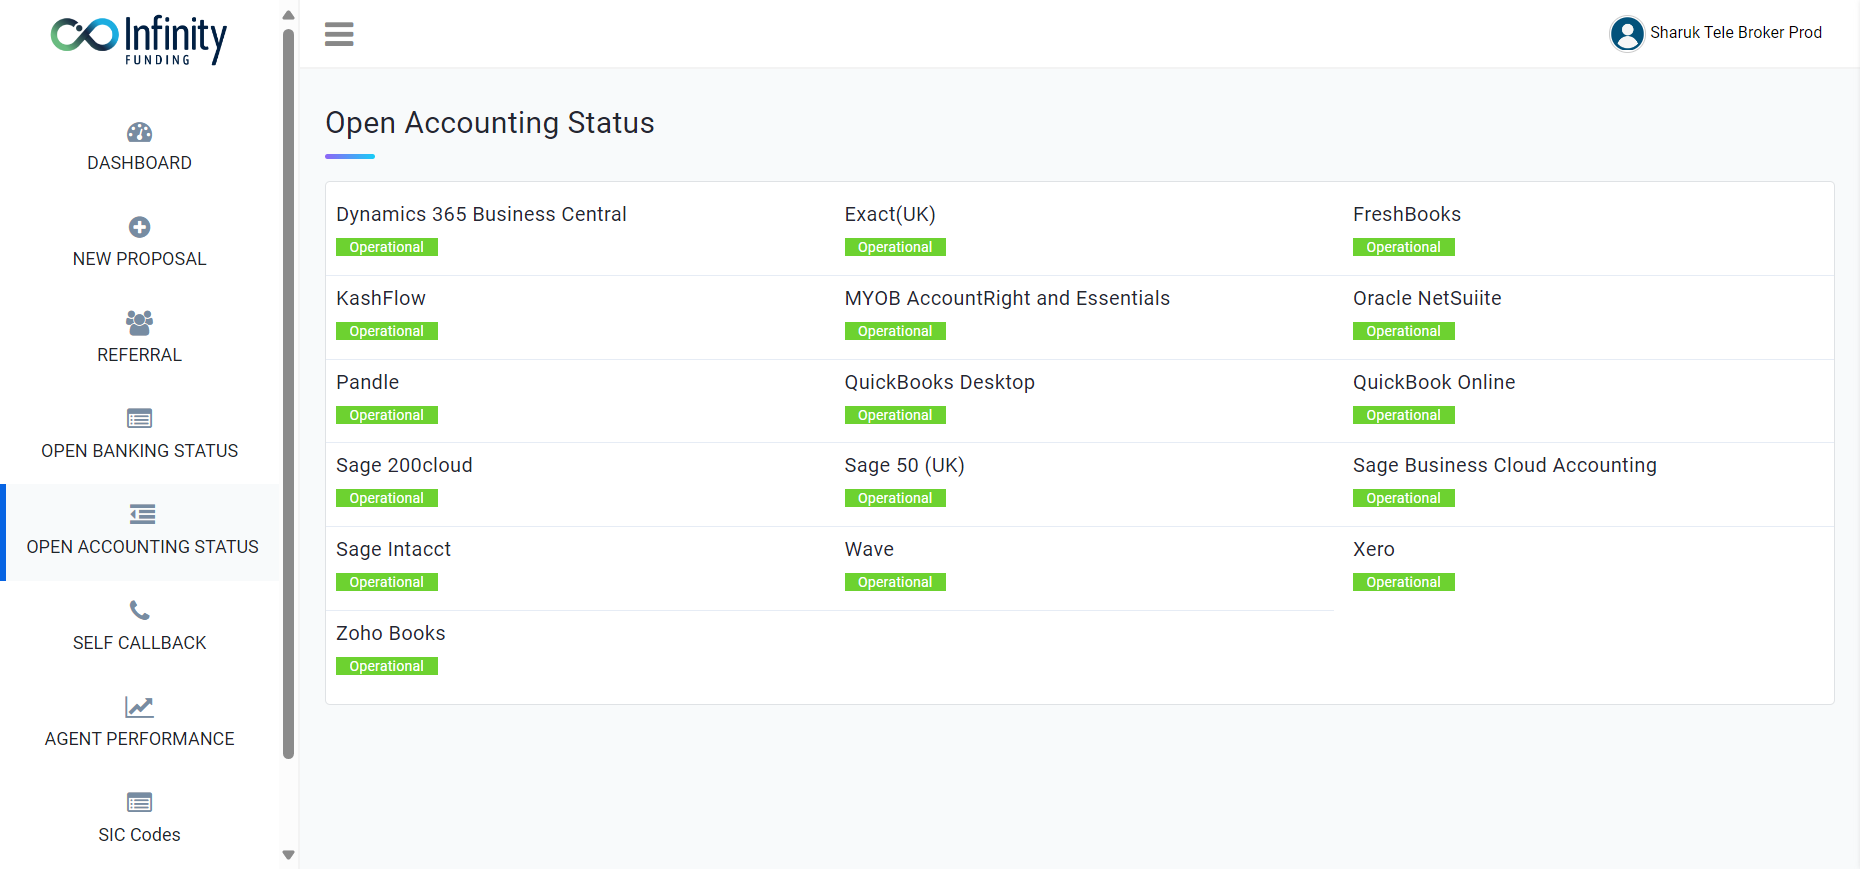 Infinity
FUNDING
Sharuk Tele Broker Prod
DASHBOARD
NEW PROPOSAL
REFERRAL
OPEN BANKING STATUS
OPEN ACCOUNTING STATUS
SELF CALLBACK
AGENT PERFORMANCE
SIC Codes
Open Accounting Status
Dynamics 365 Business Central
Operational
Exact(UK)
Operational
FreshBooks
Operational
KashFlow
Operational
MYOB AccountRight and Essentials
Operational
Oracle NetSuiite
Operational
Pandle
Operational
QuickBooks Desktop
Operational
QuickBook Online
Operational
Sage 200cloud
Operational
Sage 50 (UK)
Operational
Sage Business Cloud Accounting
Operational
Sage Intacct
Operational
Wave
Operational
Xero
Operational
Zoho Books
Operational